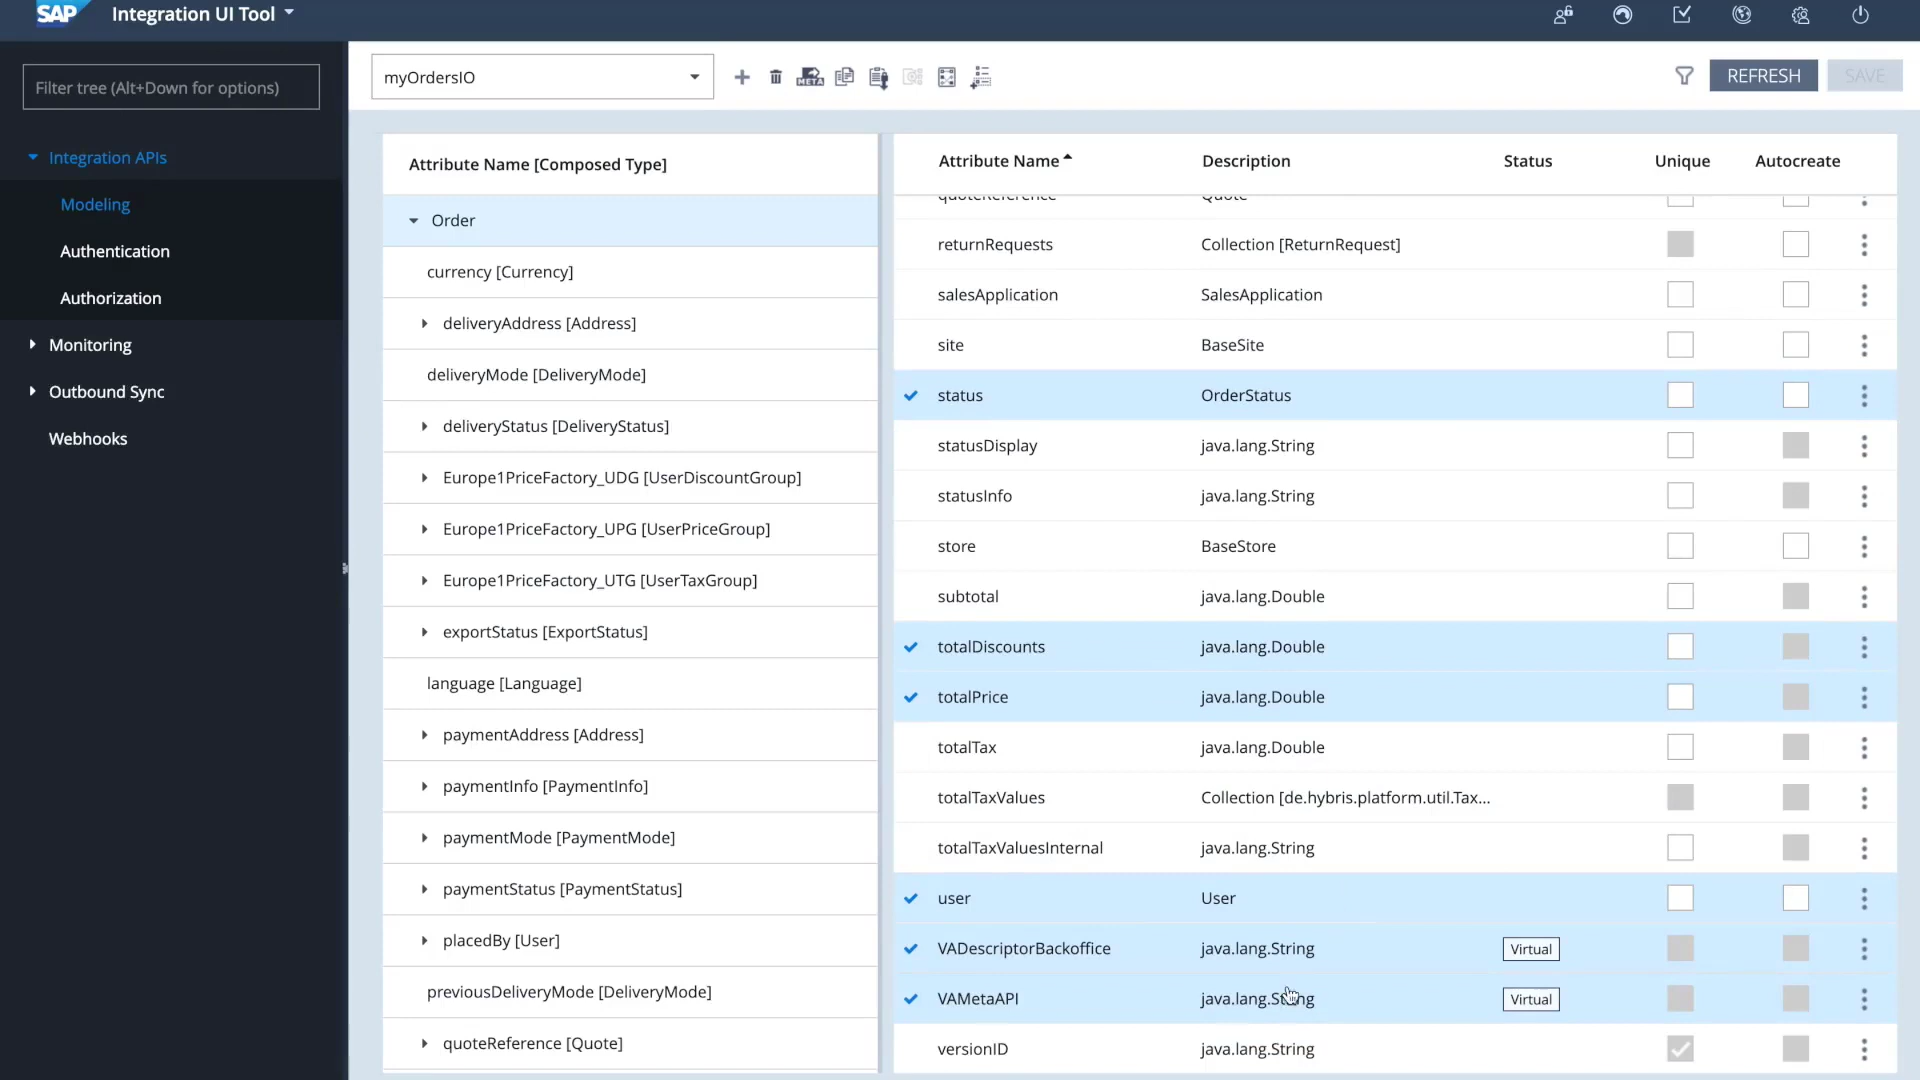 SAP Integration UI Tool
Filter tree (Alt+Down for options)
Integration APIs
Modeling
Authentication
Authorization
Monitoring
Outbound Sync
Webhooks
myOrdersIO
META
REFRESH
SAVE
Attribute Name [Composed Type]
Order
currency [Currency]
deliveryAddress [Address]
deliveryMode [DeliveryMode]
deliveryStatus [DeliveryStatus]
Europe1PriceFactory_UDG [UserDiscountGroup]
Europe1PriceFactory_UPG [UserPriceGroup]
Europe1PriceFactory_UTG [UserTaxGroup]
exportStatus [ExportStatus]
language [Language]
paymentAddress [Address]
paymentInfo [PaymentInfo]
paymentMode [PaymentMode]
paymentStatus [PaymentStatus]
placedBy [User]
previousDeliveryMode [DeliveryMode]
quoteReference [Quote]
Attribute Name Description Status Unique Autocreate
quoteReference Quote
returnRequests Collection [ReturnRequest]
salesApplication SalesApplication
site BaseSite
status OrderStatus
statusDisplay java.lang.String
statusInfo java.lang.String
store BaseStore
subtotal java.lang.Double
totalDiscounts java.lang.Double
totalPrice java.lang.Double
totalTax java.lang.Double
totalTaxValues Collection [de.hybris.platform.util.Tax...
totalTaxValuesInternal java.lang.String
user User
VADescriptorBackoffice java.lang.String Virtual
VAMetaAPI java.lang.String Virtual
versionID java.lang.String